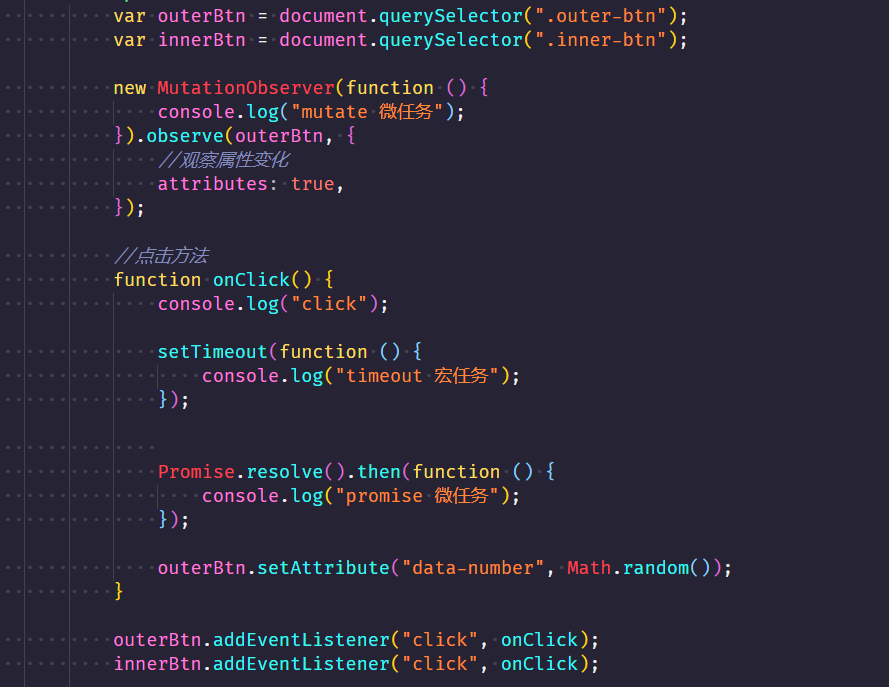 var outerBtn = document.querySelector(".outer-btn");
var innerBtn = document.querySelector(".inner-btn");
new MutationObserver(function () {
console.log("mutate 微任务");
}).observe(outerBtn, {
//观察属性变化
attributes: true,
});
//点击方法
function onClick() {
console.log("click");
setTimeout(function () {
console.log("timeout 宏任务");
});
Promise.resolve().then(function () {
console.log("promise 微任务");
});
outerBtn.setAttribute("data-number", Math.random());
}
outerBtn.addEventListener("click", onClick);
innerBtn.addEventListener("click", onClick);